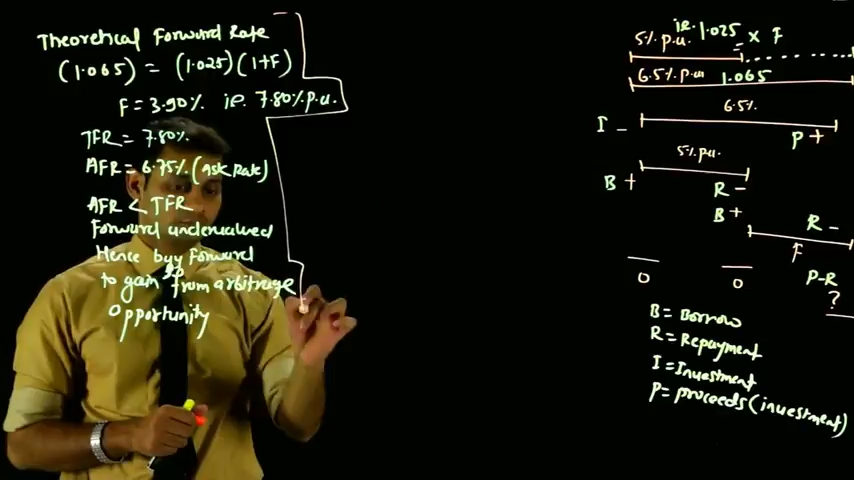 Theoretical Forward Rate
(1.065) = (1.025)(1+F)
F = 3.90% ie. 7.80% p.u.
TFR = 7.80%
AFR = 6.75% (ask Rate)
AFR < TFR
Forward undervalued
Hence buy forward
to gain from arbitrage
Opportunity
ie. 1.025
5% p.u. x F
6.5% p.u 1.065
6.5%
I - P +
5% p.u.
B + R -
B + R -
F
0 0 P-R
?
B = Borrow
R = Repayment
I = Investment
P = proceeds (investment)